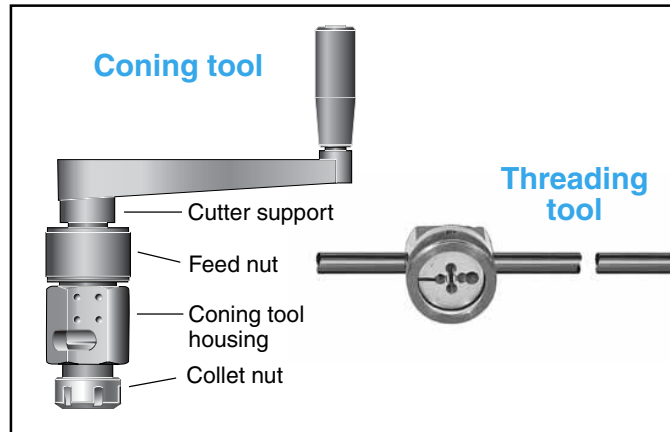 Coning tool
Cutter support
Feed nut
Coning tool
housing
Collet nut
Threading
tool